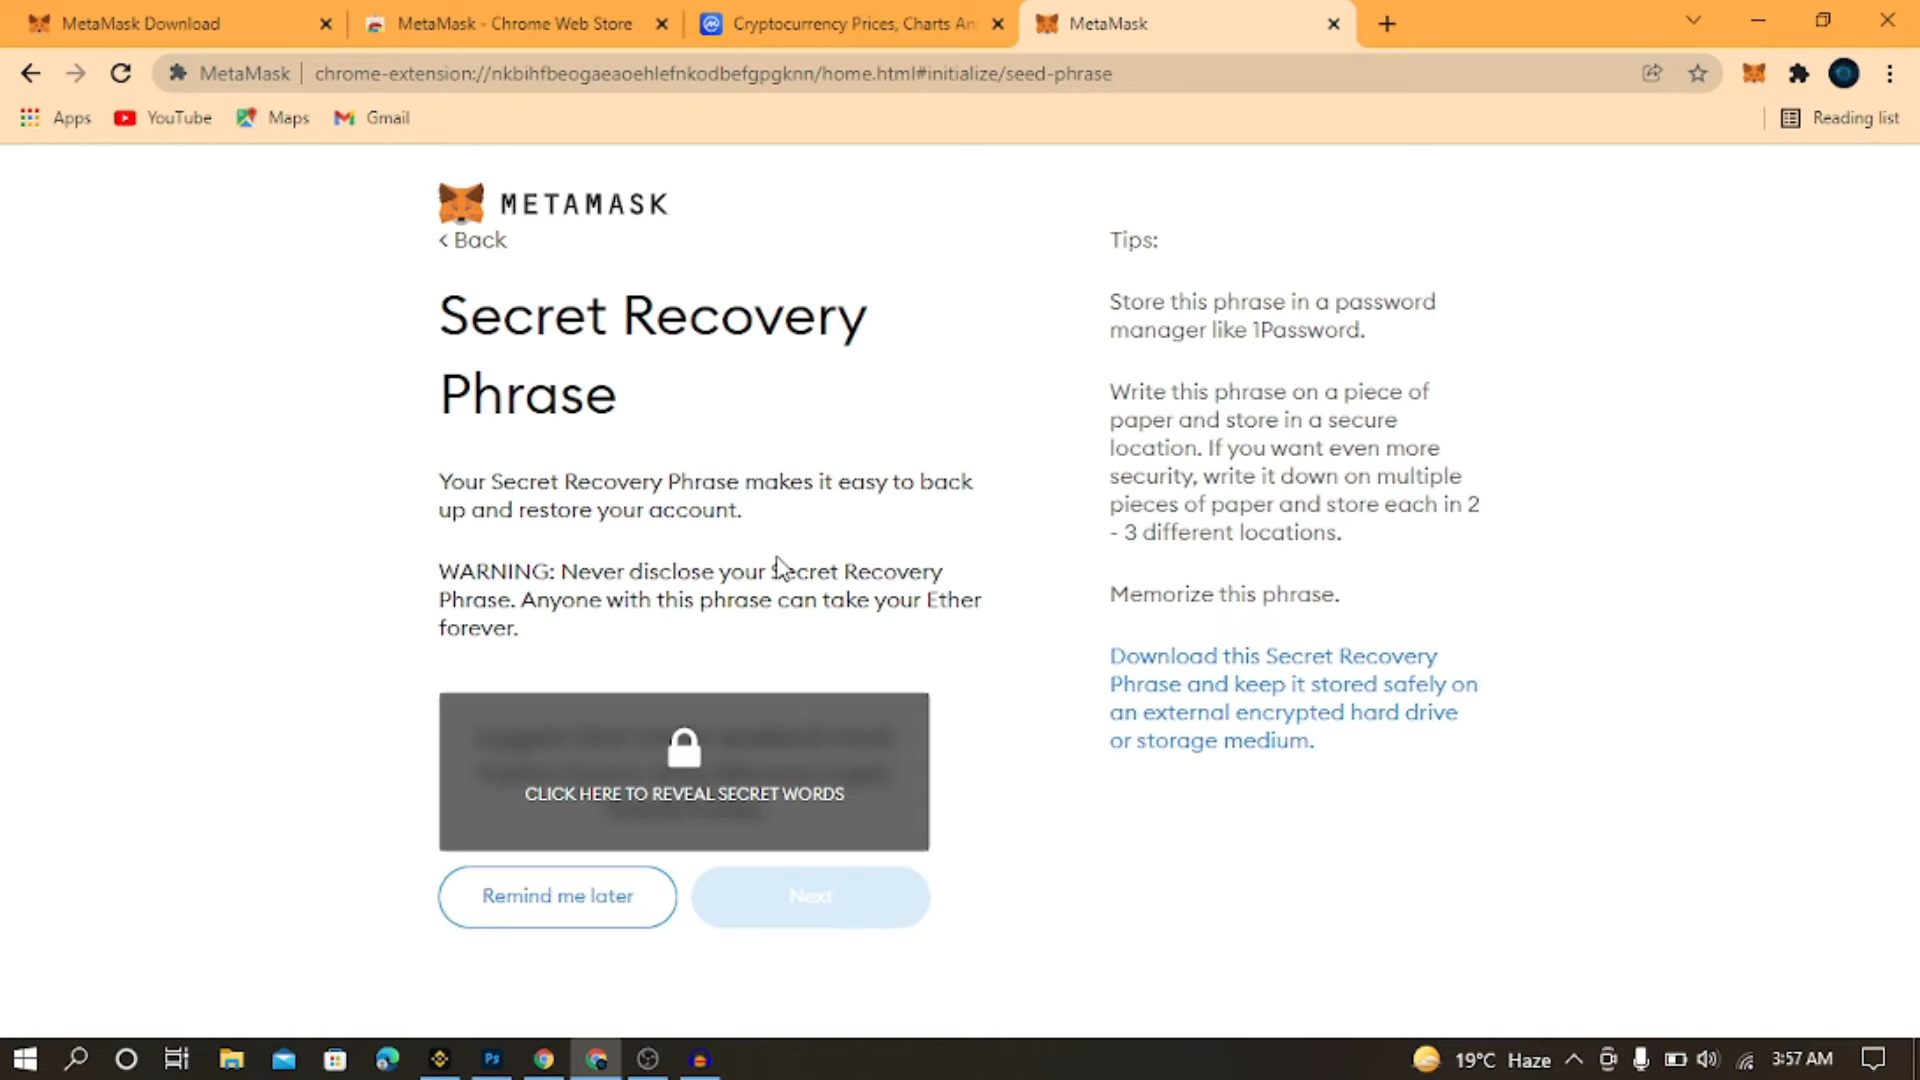 MetaMask Download
MetaMask - Chrome Web Store
Cryptocurrency Prices, Charts An
MetaMask
MetaMask
chrome-extension://nkbihfbeogaeaoehlefnkodbefgpgknn/home.html#initialize/seed-phrase
Apps
YouTube
Maps
Gmail
Reading list
METAMASK
< Back
Secret Recovery
Phrase
Your Secret Recovery Phrase makes it easy to back
up and restore your account.
WARNING: Never disclose your Secret Recovery
Phrase. Anyone with this phrase can take your Ether
forever.
CLICK HERE TO REVEAL SECRET WORDS
Remind me later
Next
Tips:
Store this phrase in a password
manager like 1Password.
Write this phrase on a piece of
paper and store in a secure
location. If you want even more
security, write it down on multiple
pieces of paper and store each in 2
- 3 different locations.
Memorize this phrase.
Download this Secret Recovery
Phrase and keep it stored safely on
an external encrypted hard drive
or storage medium.
Ps
19°C Haze
3:57 AM